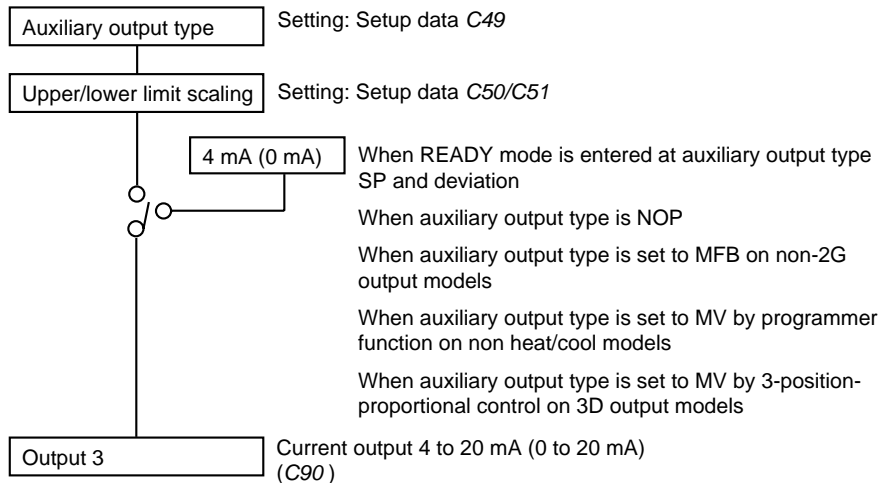 Auxiliary output type
Setting: Setup data C49
Upper/lower limit scaling
Setting: Setup data C50/C51
4 mA (0 mA)
When READY mode is entered at auxiliary output type
SP and deviation
When auxiliary output type is NOP
When auxiliary output type is set to MFB on non-2G
output models
When auxiliary output type is set to MV by programmer
function on non heat/cool models
When auxiliary output type is set to MV by 3-position-
proportional control on 3D output models
Output 3
Current output 4 to 20 mA (0 to 20 mA)
(C90 )